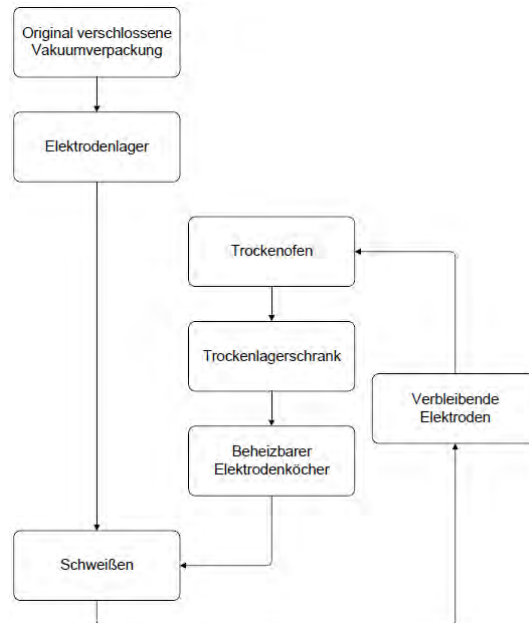 Original verschlossene
Vakuumverpackung
Elektrodenlager
Trockenofen
Trockenlagerschrank
Verbleibende
Elektroden
Beheizbarer
Elektrodenköcher
Schweißen